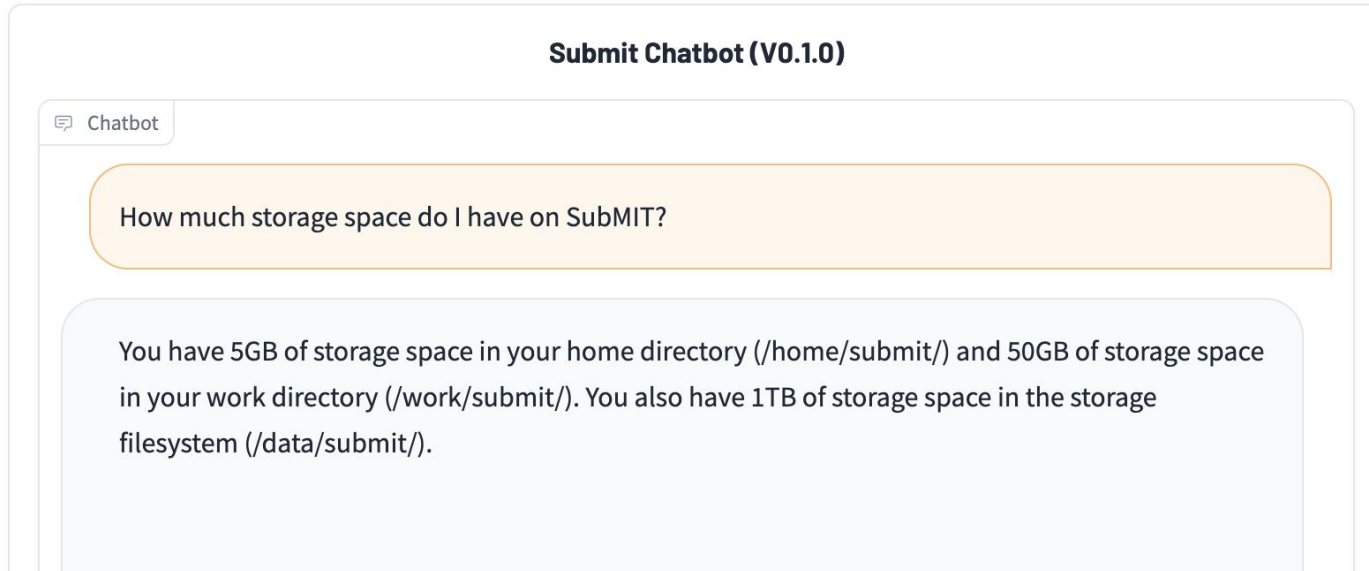 Submit Chatbot (V0.1.0)
Chatbot
How much storage space do I have on SubMIT?
You have 5GB of storage space in your home directory (/home/submit/) and 50GB of storage space
in your work directory (/work/submit/). You also have 1TB of storage space in the storage
filesystem (/data/submit/).